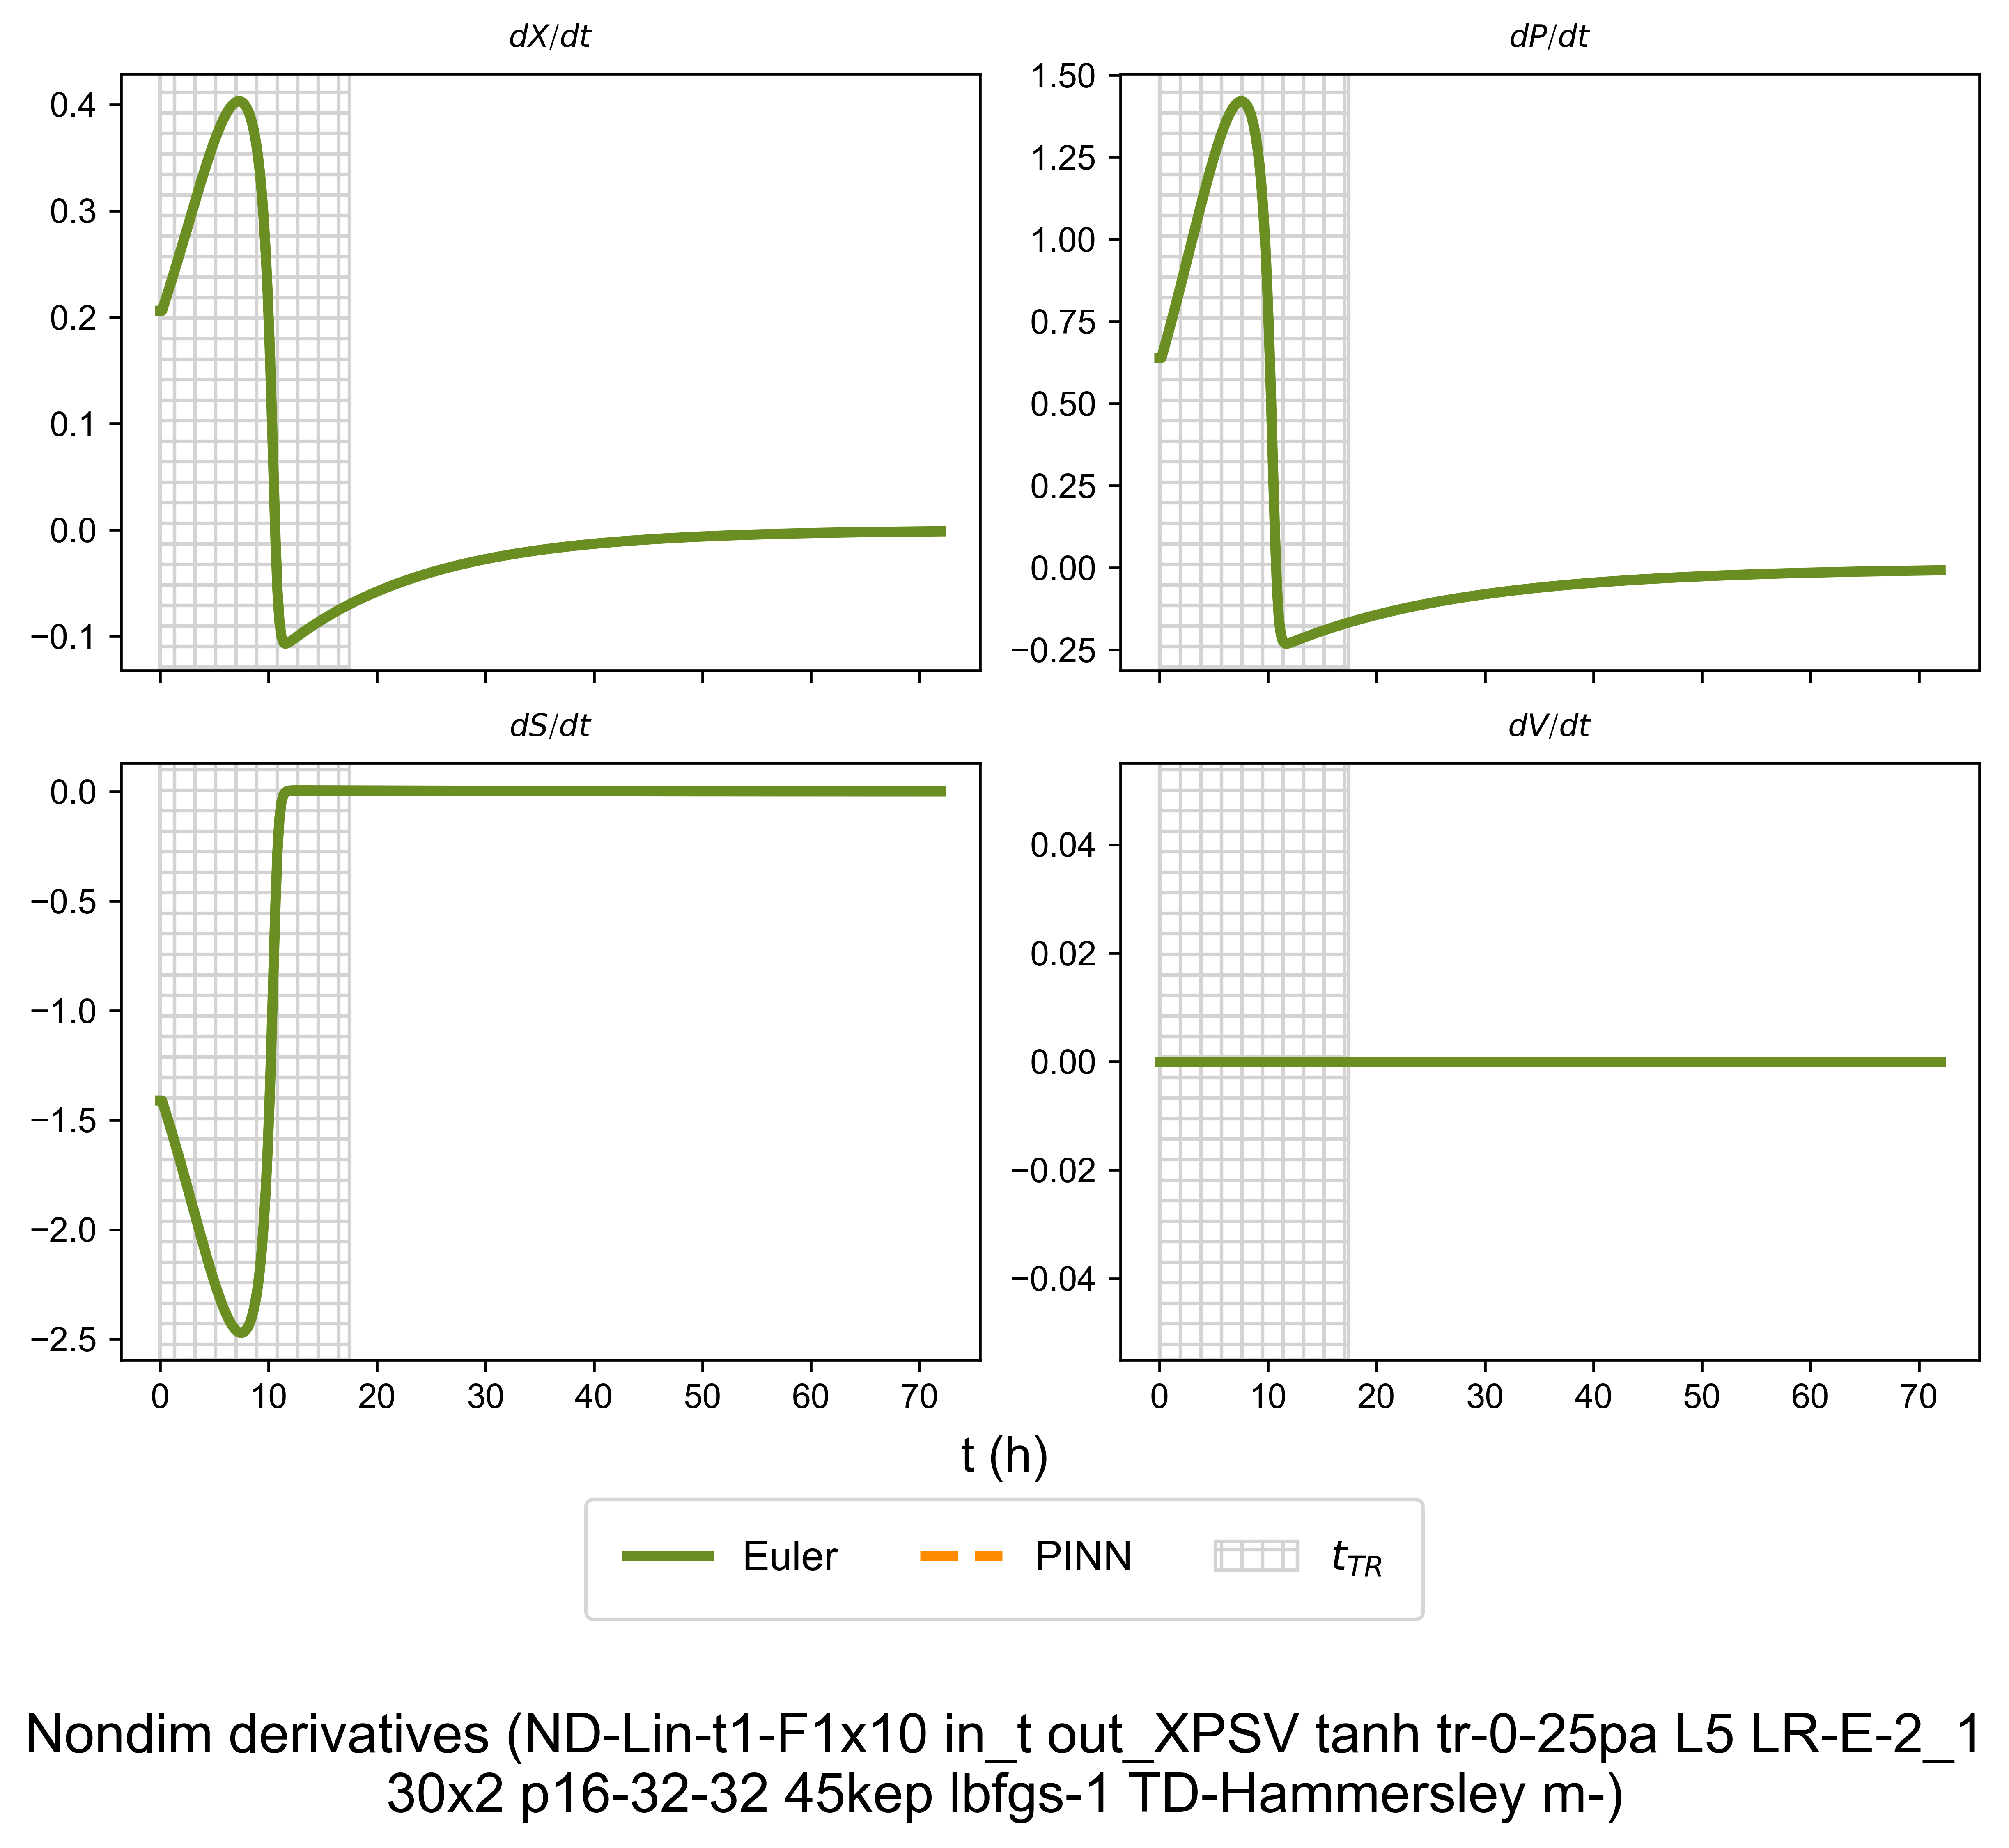 dX/dt
dP/dt
0.4
0.3
0.2
0.1
0.0
−0.1
1.50
1.25
1.00
0.75
0.50
0.25
0.00
−0.25
dS/dt
dV/dt
0.0
−0.5
−1.0
−1.5
−2.0
−2.5
0 10 20 30 40 50 60 70
0.04
0.02
0.00
−0.02
−0.04
0 10 20 30 40 50 60 70
t (h)
Euler PINN t_{TR}
Nondim derivatives (ND-Lin-t1-F1x10 in_t out_XPSV tanh tr-0-25pa L5 LR-E-2_1
30x2 p16-32-32 45kep lbfgs-1 TD-Hammersley m-)